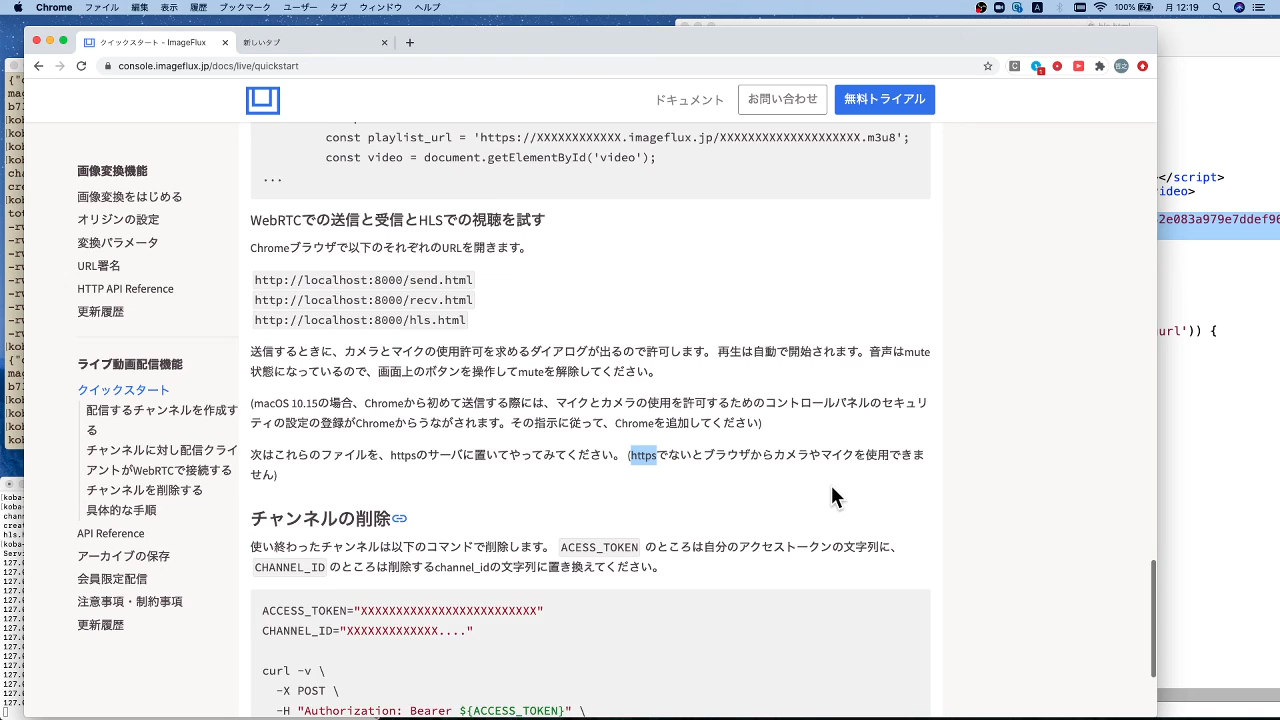 Chrome ファイル 編集 表示 履歴 ブックマーク ユーザー タブ ウィンドウ ヘルプ
12:19
クイックスタート - ImageFlux
新しいタブ
console.imageflux.jp/docs/live/quickstart
ドキュメント
お問い合わせ
無料トライアル
画像変換機能
画像変換をはじめる
オリジンの設定
変換パラメータ
URL署名
HTTP API Reference
更新履歴
ライブ動画配信機能
クイックスタート
配信するチャンネルを作成す
る
チャンネルに対し配信クライ
アントがWebRTCで接続する
チャンネルを削除する
具体的な手順
API Reference
アーカイブの保存
会員限定配信
注意事項・制約事項
更新履歴
const playlist_url = 'https://XXXXXXXXXXXX.imageflux.jp/XXXXXXXXXXXXXXXXXXXX.m3u8';
const video = document.getElementById('video');
...
WebRTCでの送信と受信とHLSでの視聴を試す
Chromeブラウザで以下のそれぞれのURLを開きます。
http://localhost:8000/send.html
http://localhost:8000/recv.html
http://localhost:8000/hls.html
送信するときに、カメラとマイクの使用許可を求めるダイアログが出るので許可します。 再生は自動で開始されます。音声はmute
状態になっているので、画面上のボタンを操作してmuteを解除してください。
(macOS 10.15の場合、Chromeから初めて送信する際には、マイクとカメラの使用を許可するためのコントロールパネルのセキュリ
ティの設定の登録がChromeからうながされます。その指示に従って、Chromeを追加してください)
次はこれらのファイルを、httpsのサーバに置いてやってみてください。 (httpsでないとブラウザからカメラやマイクを使用できま
せん)
チャンネルの削除
使い終わったチャンネルは以下のコマンドで削除します。 ACESS_TOKEN のところは自分のアクセストークンの文字列に、
CHANNEL_ID のところは削除するchannel_idの文字列に置き換えてください。
ACCESS_TOKEN="XXXXXXXXXXXXXXXXXXXXXXXXX"
CHANNEL_ID="XXXXXXXXXXXXX...."
curl -v \
-X POST \
-H "Authorization: Bearer ${ACCESS_TOKEN}" \
></script>
ideo>
2e083a979e7ddef96
url')) {